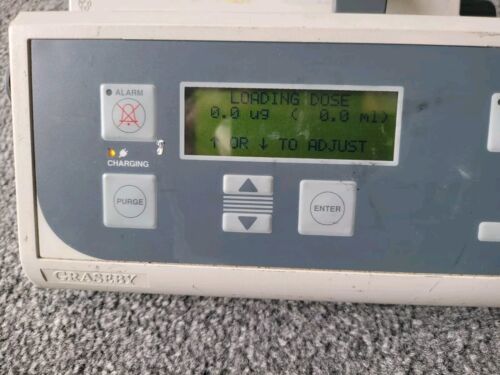 ALARM
LOADING DOSE
0.0 ug ( 0.0 ml)
↑ OR ↓ TO ADJUST
CHARGING
PURGE
ENTER
GRASEBY